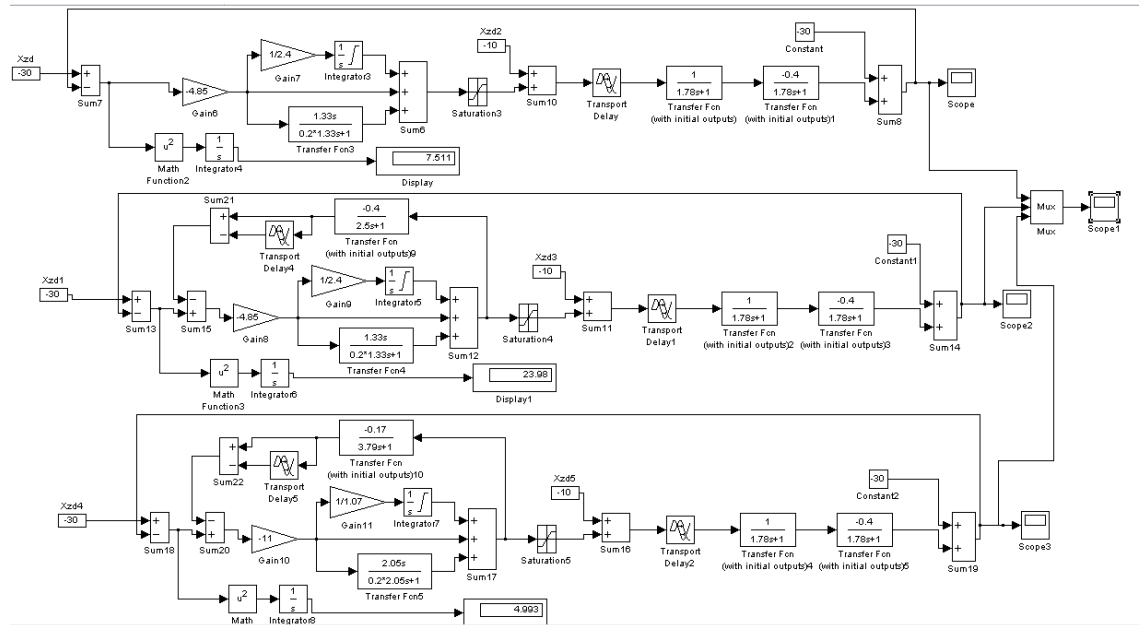 Xzd
-30
Sum7
-4.85
Gain6
1/2.4
Gain7
1
s
Integrator3
1.33s
0.2*1.33s+1
Transfer Fcn3
Sum6
Saturation3
Xzd2
-10
Sum10
Transport
Delay
1
1.78s+1
Transfer Fcn
(with initial outputs)
-0.4
1.78s+1
Transfer Fcn
(with initial outputs)1
-30
Constant
Sum8
Scope
u2
Math
Function2
1
s
Integrator4
7.511
Display
Mux
Mux
Scope1
Sum21
Transport
Delay4
-0.4
2.5s+1
Transfer Fcn
(with initial outputs)9
Xzd1
-30
Sum13
Sum15
-4.85
Gain8
1/2.4
Gain9
1
s
Integrator5
1.33s
0.2*1.33s+1
Transfer Fcn4
Sum12
Saturation4
Xzd3
-10
Sum11
Transport
Delay1
1
1.78s+1
Transfer Fcn
(with initial outputs)2
-0.4
1.78s+1
Transfer Fcn
(with initial outputs)3
-30
Constant1
Sum14
Scope2
u2
Math
Function3
1
s
Integrator6
23.98
Display1
Sum22
Transport
Delay5
-0.17
3.79s+1
Transfer Fcn
(with initial outputs)10
Xzd4
-30
Sum18
Sum20
-11
Gain10
1/1.07
Gain11
1
s
Integrator7
2.05s
0.2*2.05s+1
Transfer Fcn5
Sum17
Saturation5
Xzd5
-10
Sum16
Transport
Delay2
1
1.78s+1
Transfer Fcn
(with initial outputs)4
-0.4
1.78s+1
Transfer Fcn
(with initial outputs)5
-30
Constant2
Sum19
Scope3
u2
Math
1
s
Integrator8
4.993